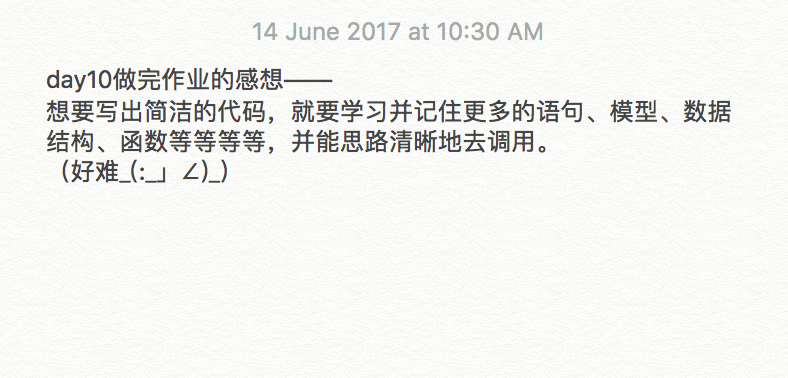 14 June 2017 at 10:30 AM
day10做完作业的感想——
想要写出简洁的代码，就要学习并记住更多的语句、模型、数据
结构、函数等等等等，并能思路清晰地去调用。
（好难_(:_」∠)_）